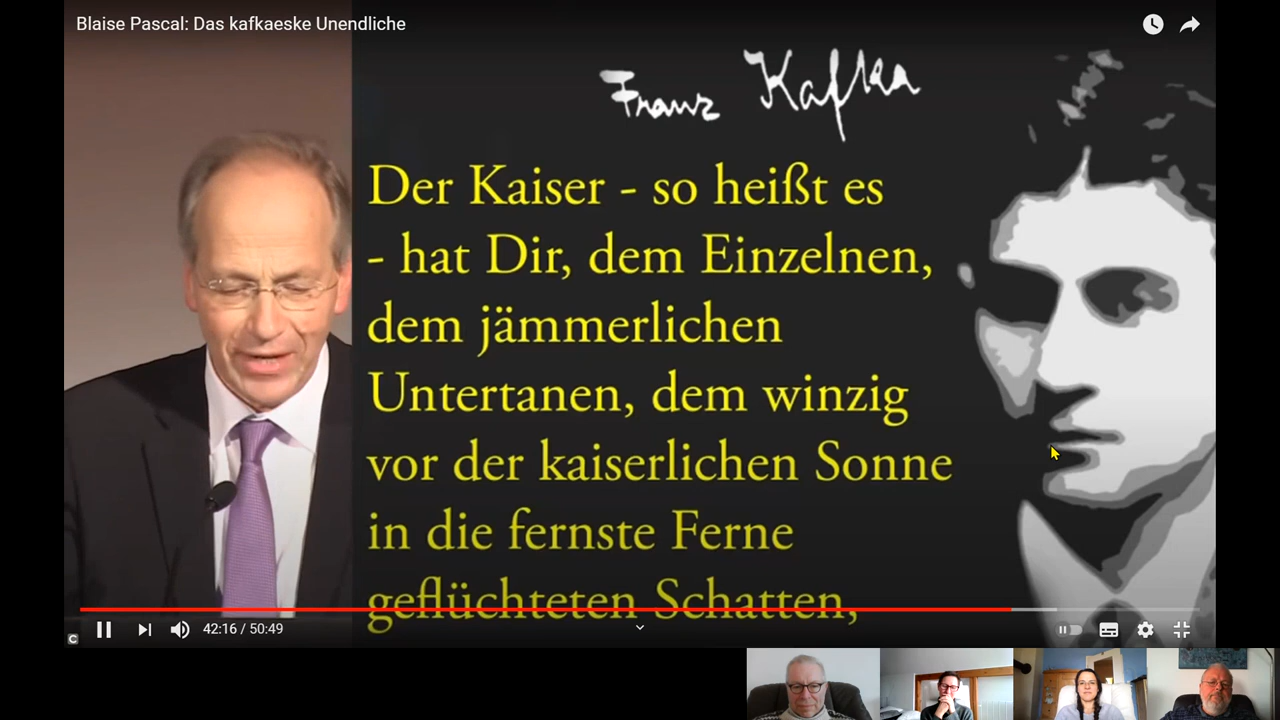 Blaise Pascal: Das kafkaeske Unendliche
Franz Kafka
Der Kaiser - so heißt es
- hat Dir, dem Einzelnen,
dem jämmerlichen
Untertanen, dem winzig
vor der kaiserlichen Sonne
in die fernste Ferne
geflüchteten Schatten,
42:16 / 50:49